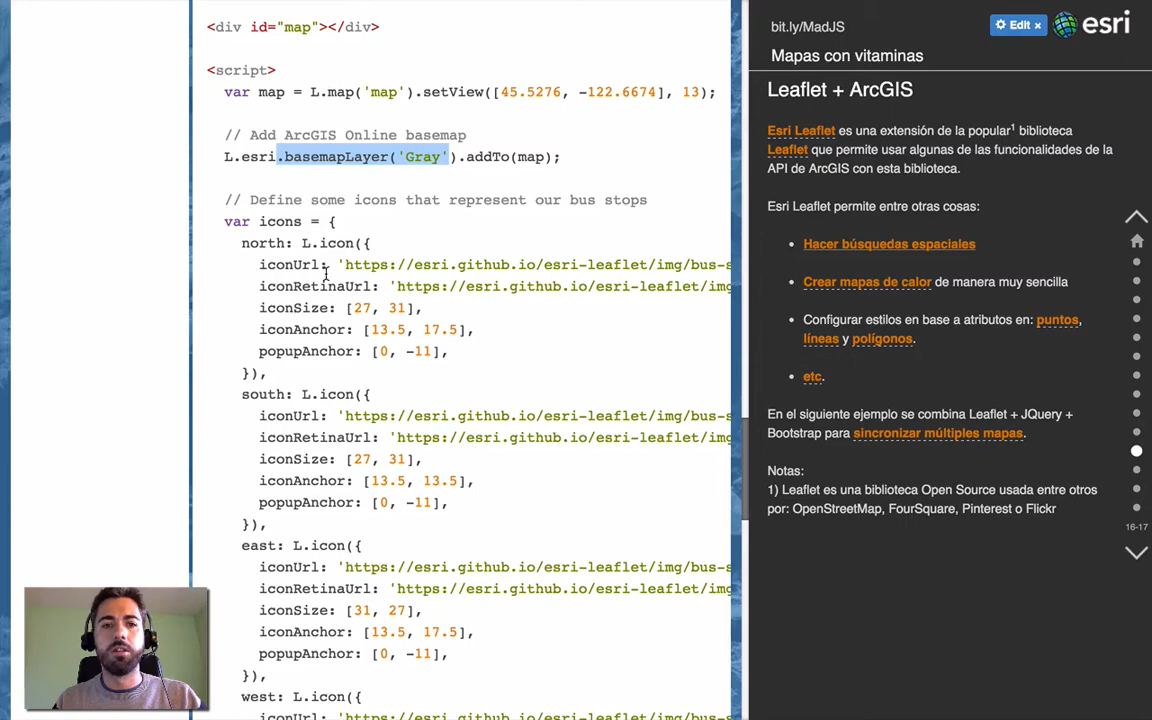 <div id="map"></div>
<script>
var map = L.map('map').setView([45.5276, -122.6674], 13);
// Add ArcGIS Online basemap
L.esri.basemapLayer('Gray').addTo(map);
// Define some icons that represent our bus stops
var icons = {
north: L.icon({
iconUrl: 'https://esri.github.io/esri-leaflet/img/bus-s
iconRetinaUrl: 'https://esri.github.io/esri-leaflet/img
iconSize: [27, 31],
iconAnchor: [13.5, 17.5],
popupAnchor: [0, -11],
}),
south: L.icon({
iconUrl: 'https://esri.github.io/esri-leaflet/img/bus-s
iconRetinaUrl: 'https://esri.github.io/esri-leaflet/img
iconSize: [27, 31],
iconAnchor: [13.5, 13.5],
popupAnchor: [0, -11],
}),
east: L.icon({
iconUrl: 'https://esri.github.io/esri-leaflet/img/bus-s
iconRetinaUrl: 'https://esri.github.io/esri-leaflet/img
iconSize: [31, 27],
iconAnchor: [13.5, 17.5],
popupAnchor: [0, -11],
}),
west: L.icon({
bit.ly/MadJS
Edit ×
esri
Mapas con vitaminas
Leaflet + ArcGIS
Esri Leaflet es una extensión de la popular¹ biblioteca
Leaflet que permite usar algunas de las funcionalidades de la
API de ArcGIS con esta biblioteca.
Esri Leaflet permite entre otras cosas:
• Hacer búsquedas espaciales
• Crear mapas de calor de manera muy sencilla
• Configurar estilos en base a atributos en: puntos,
líneas y polígonos.
• etc.
En el siguiente ejemplo se combina Leaflet + JQuery +
Bootstrap para sincronizar múltiples mapas.
Notas:
1) Leaflet es una biblioteca Open Source usada entre otros
por: OpenStreetMap, FourSquare, Pinterest o Flickr
16-17